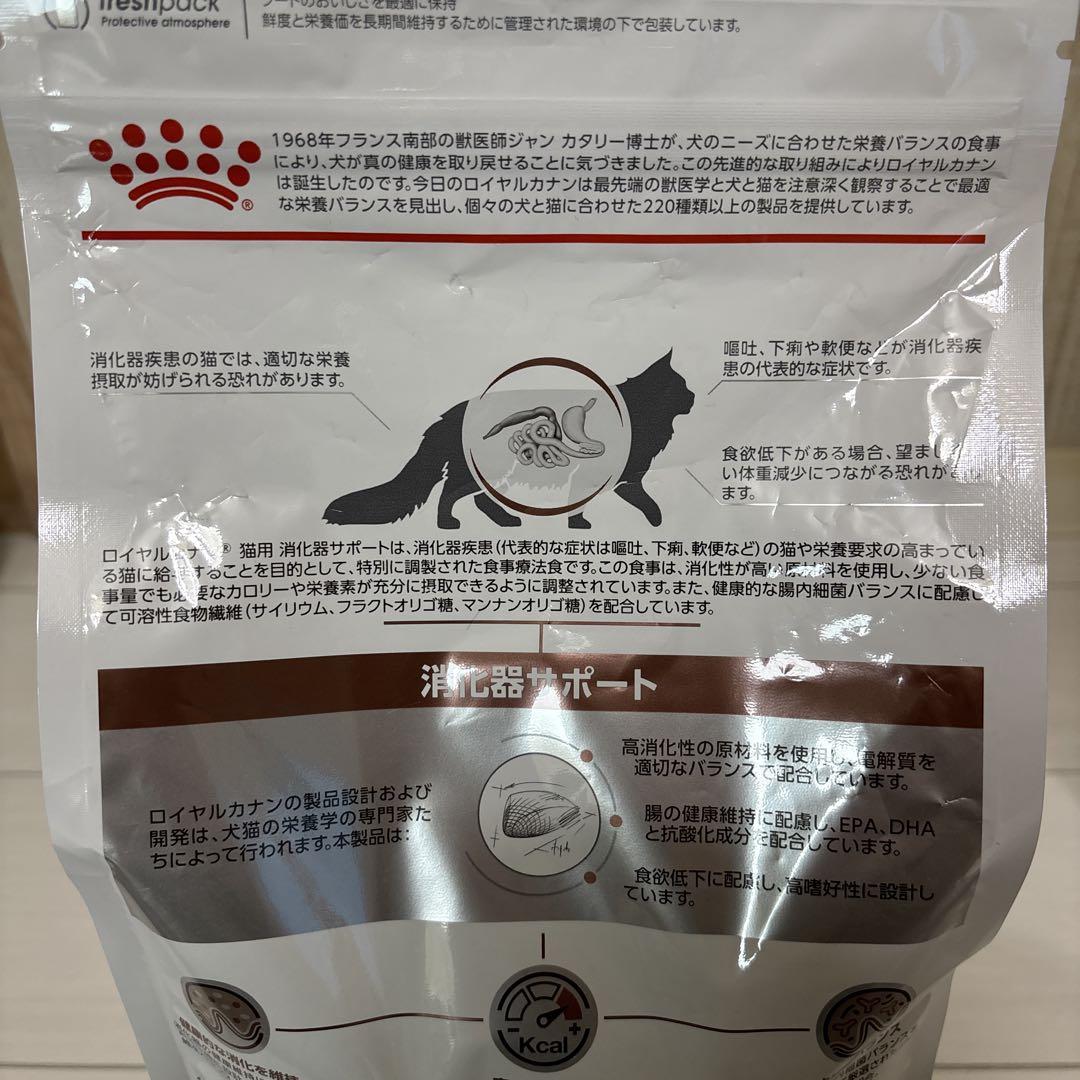 freshpack
Protective atmosphere
フードのおいしさを最適に保持
鮮度と栄養価を長期間維持するために管理された環境の下で包装しています。
1968年フランス南部の獣医師ジャン カタリー博士が、犬のニーズに合わせた栄養バランスの食事
により、犬が真の健康を取り戻せることに気づきました。この先進的な取り組みによりロイヤルカナン
は誕生したのです。今日のロイヤルカナンは最先端の獣医学と犬と猫を注意深く観察することで最適
な栄養バランスを見出し、個々の犬と猫に合わせた220種類以上の製品を提供しています。
®
消化器疾患の猫では、適切な栄養
摂取が妨げられる恐れがあります。
嘔吐、下痢や軟便などが消化器疾
患の代表的な症状です。
食欲低下がある場合、望まし
い体重減少につながる恐れが
ます。
ロイヤルカナン® 猫用 消化器サポートは、消化器疾患（代表的な症状は嘔吐、下痢、軟便など）の猫や栄養要求の高まってい
る猫に給与することを目的として、特別に調製された食事療法食です。この食事は、消化性が高い原材料を使用し、少ない食
事量でも必要なカロリーや栄養素が充分に摂取できるように調整されています。また、健康的な腸内細菌バランスに配慮し
て可溶性食物繊維（サイリウム、フラクトオリゴ糖、マンナンオリゴ糖）を配合しています。
消化器サポート
ロイヤルカナンの製品設計および
開発は、犬猫の栄養学の専門家た
ちによって行われます。本製品は：
高消化性の原材料を使用し、電解質を
適切なバランスで配合しています。
腸の健康維持に配慮し、EPA、DHA
と抗酸化成分を配合しています。
食欲低下に配慮し、高嗜好性に設計し
ています。
- +
Kcal
健康的な消化を維持